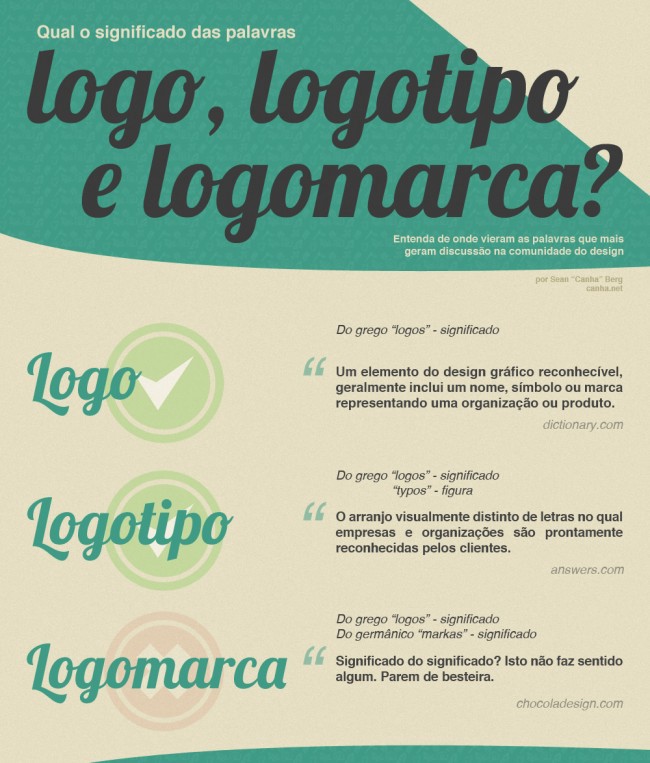 Qual o significado das palavras
logo, logotipo
e logomarca?
Entenda de onde vieram as palavras que mais
geram discussão na comunidade do design
por Sean "Canha" Berg
canha.net
Logo
Do grego “logos” - significado
“
Um elemento do design gráfico reconhecível,
geralmente inclui um nome, símbolo ou marca
representando uma organização ou produto.
dictionary.com
Logotipo
Do grego “logos” - significado
“typos” - figura
“
O arranjo visualmente distinto de letras no qual
empresas e organizações são prontamente
reconhecidas pelos clientes.
answers.com
Logomarca
Do grego “logos” - significado
Do germânico “markas” - significado
“
Significado do significado? Isto não faz sentido
algum. Parem de besteira.
chocoladesign.com